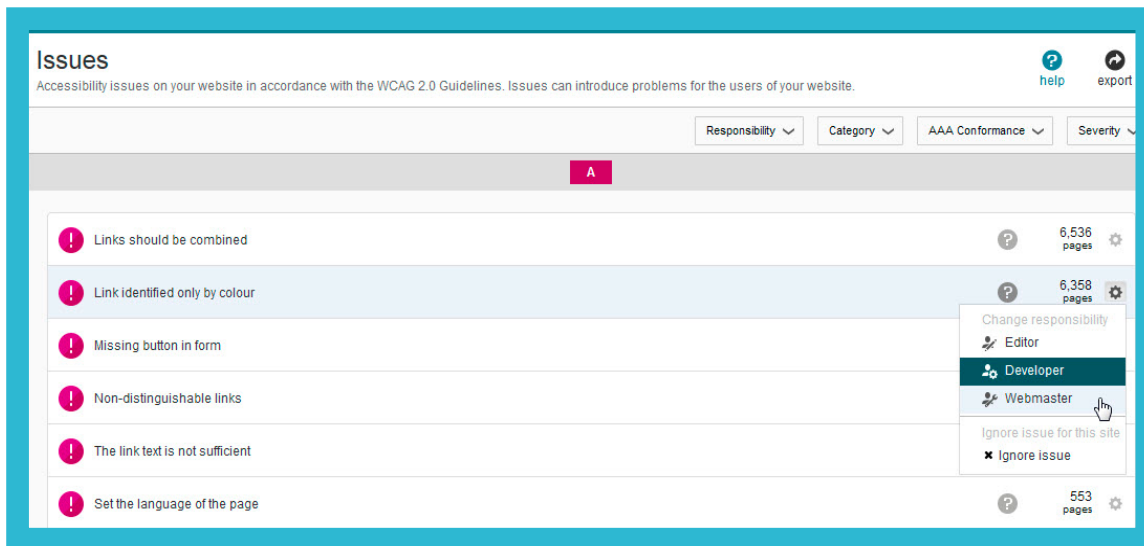 Issues
Accessibility issues on your website in accordance with the WCAG 2.0 Guidelines. Issues can introduce problems for the users of your website.
help
export
Responsibility
Category
AAA Conformance
Severity
A
Links should be combined
6,536
pages
Link identified only by colour
6,358
pages
Change responsibility
Missing button in form
Editor
Developer
Non-distinguishable links
Webmaster
Ignore issue for this site
The link text is not sufficient
Ignore issue
Set the language of the page
553
pages